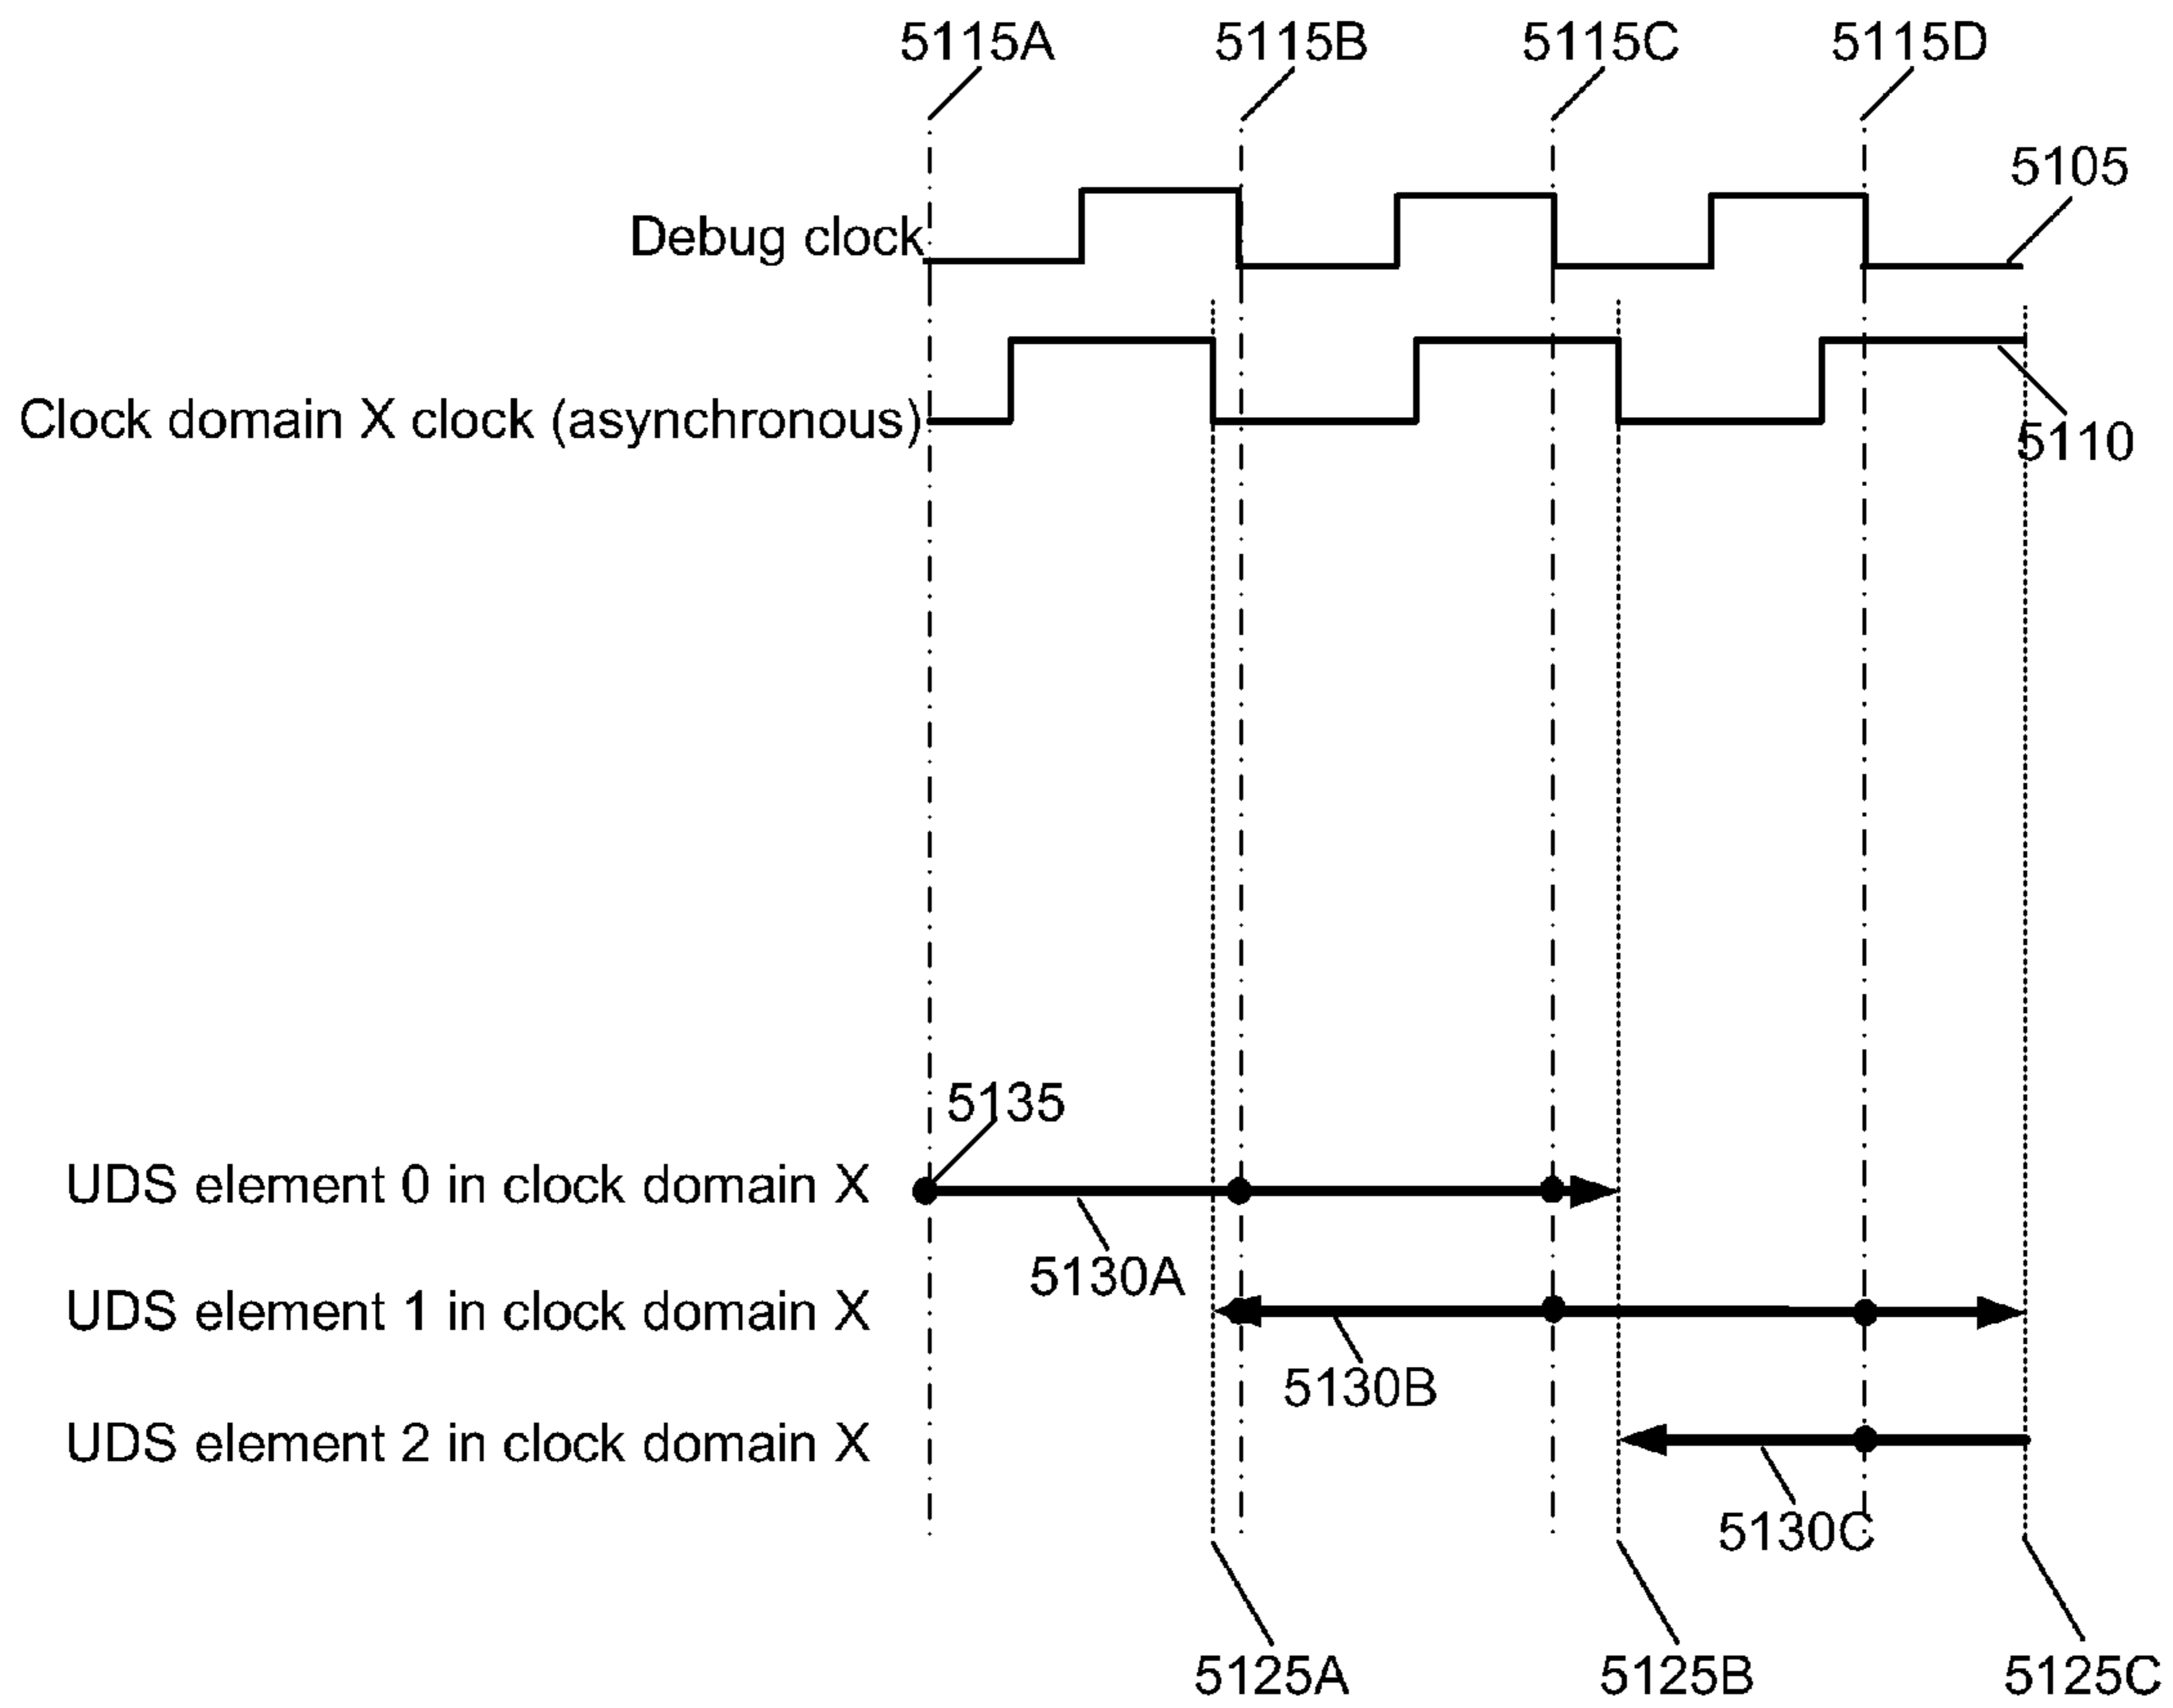 5115A 5115B 5115C 5115D
5105
Debug clock
Clock domain X clock (asynchronous)
5110
5135
UDS element 0 in clock domain X
5130A
UDS element 1 in clock domain X
5130B
UDS element 2 in clock domain X
5130C
5125A 5125B 5125C